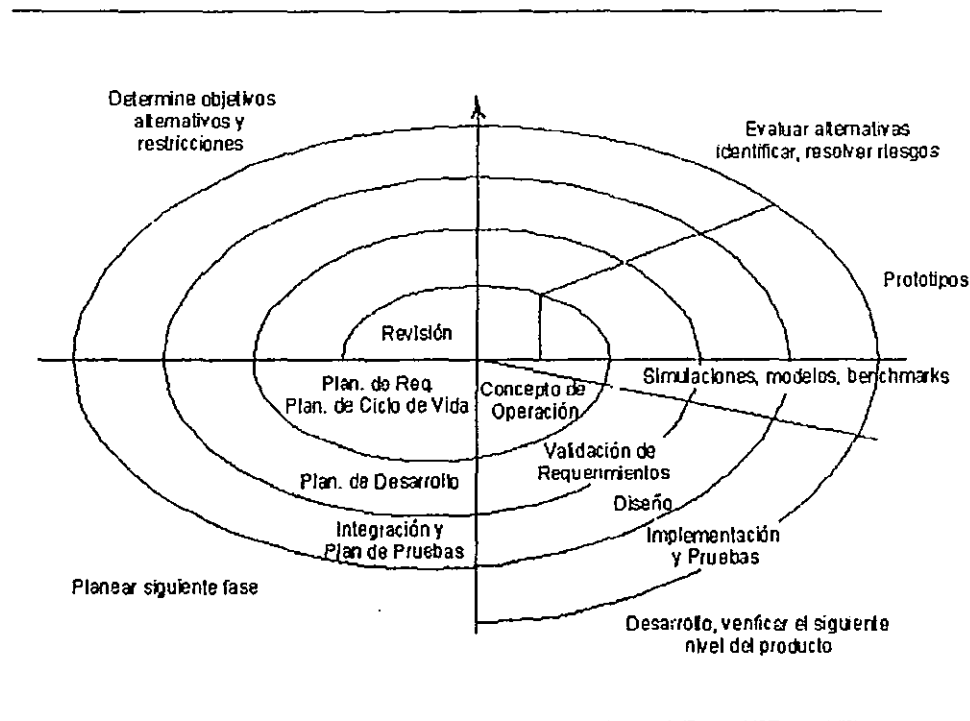 Determine objetivos
alternativos y
restricciones
Evaluar alternativas
identificar, resolver riesgos
Prototipos
Revisión
Simulaciones, modelos, benchmarks
Plan. de Req.
Plan. de Ciclo de Vida
Concepto de
Operación
Validación de
Requerimientos
Plan. de Desarrollo
Diseño
Integración y
Plan de Pruebas
Implementación
y Pruebas
Planear siguiente fase
Desarrollo, verificar el siguiente
nivel del producto